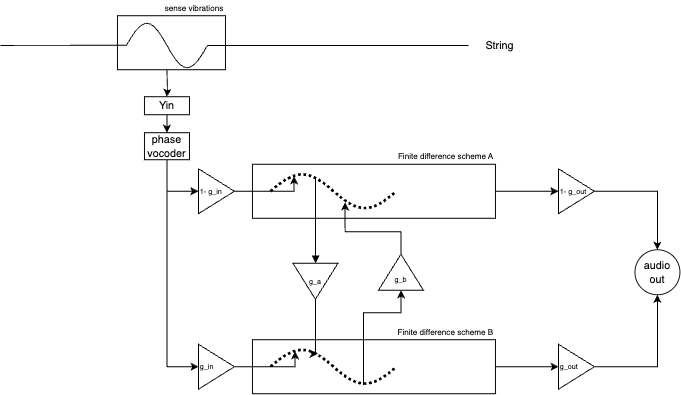 sense vibrations
String
Yin
phase
vocoder
Finite difference scheme A
1- g_in
1- g_out
audio
out
g_a
g_b
Finite difference scheme B
g_in
g_out